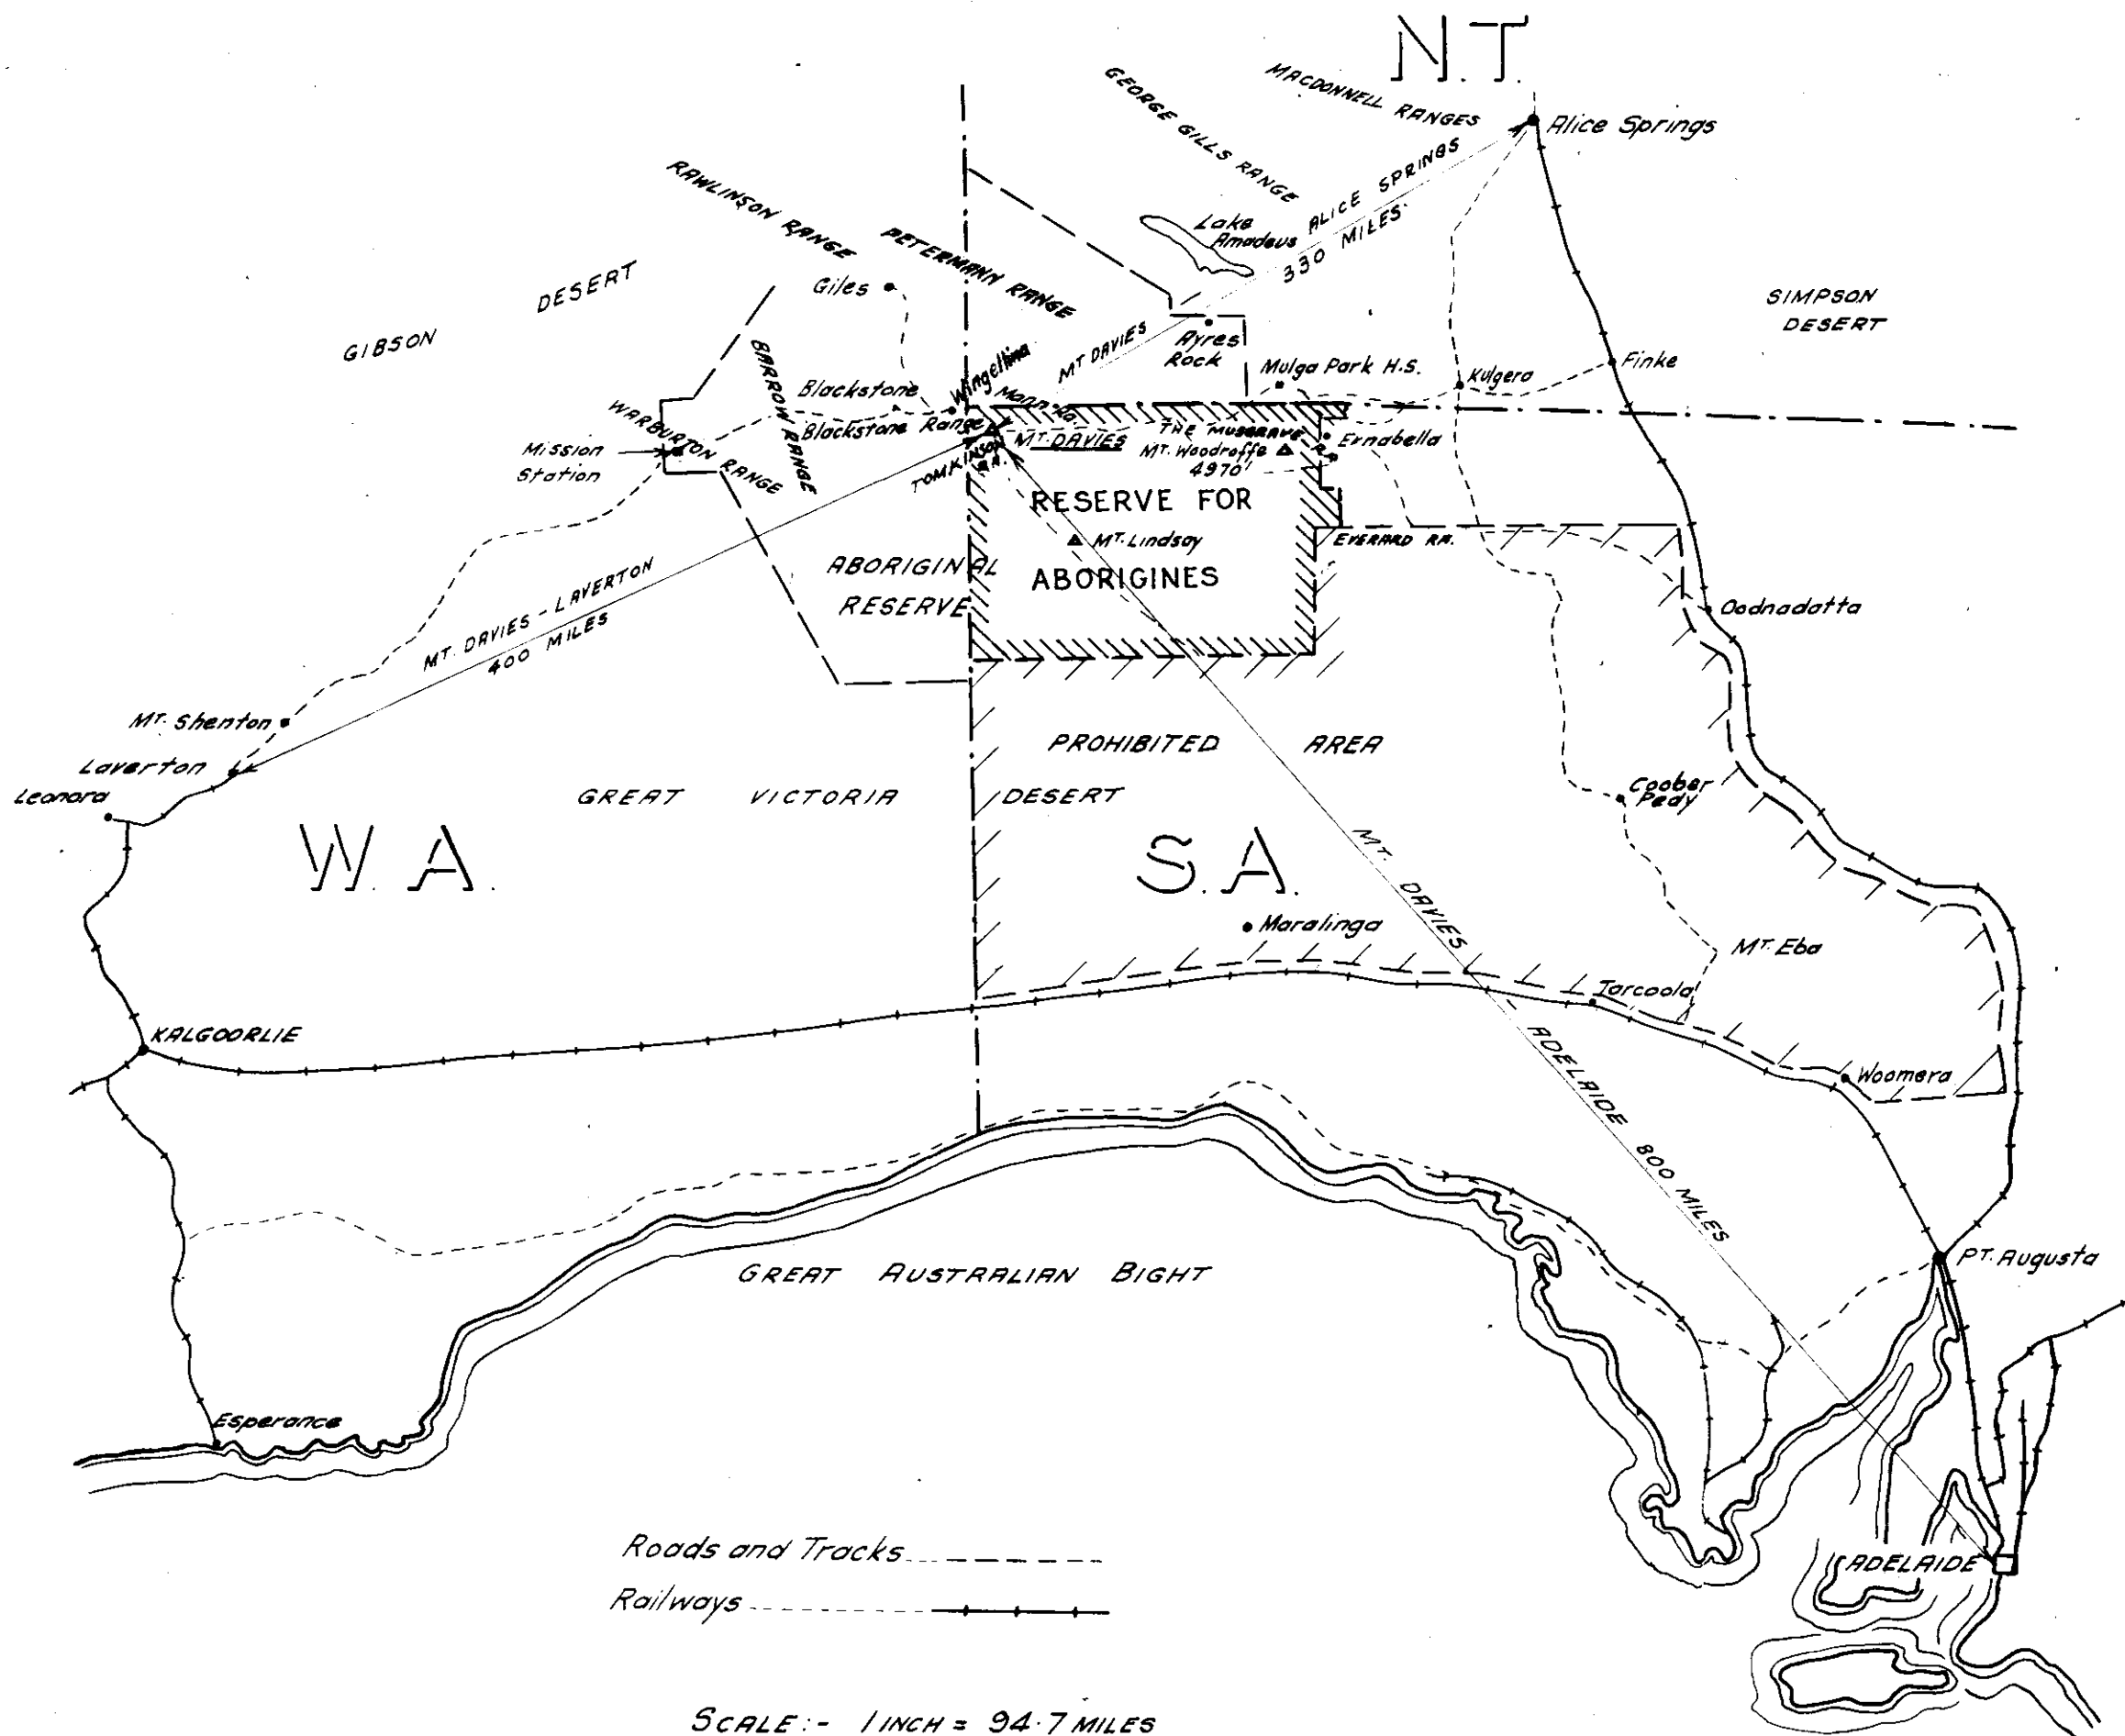 N.T.
MACDONNELL RANGES
GEORGE GILLS RANGE
Alice Springs
RAWLINSON RANGE
PETERMANN RANGE
Lake
Amadeus
MT DAVIES ALICE SPRINGS
330 MILES.
Giles
GIBSON DESERT
SIMPSON
DESERT
Ayres
Rock
Mulga Park H.S.
Kulgera
Finke
BARROW RANGE
Blackstone
Wingellina
Mann Ra.
WARBURTON RANGE
Blackstone Range
MT. DAVIES
THE MUSGRAVE
RA.
Ernabella
MT. Woodroffe
4970'
Mission
Station
TOMKINSON
RA.
RESERVE FOR
MT. Lindsay
ABORIGINES
EVERARD RA.
ABORIGINAL
RESERVE
Oodnadatta
MT. DAVIES - LAVERTON
400 MILES
MT. Shenton
Laverton
Leonora
PROHIBITED AREA
GREAT VICTORIA DESERT
Coober
Pedy
W.A.
S.A.
MT. DAVIES ADELAIDE 800 MILES
Maralinga
MT. Eba
Tarcoola
KALGOORLIE
Woomera
GREAT AUSTRALIAN BIGHT
PT. Augusta
Esperance
Roads and Tracks
ADELAIDE
Railways
SCALE:- 1 INCH = 94.7 MILES